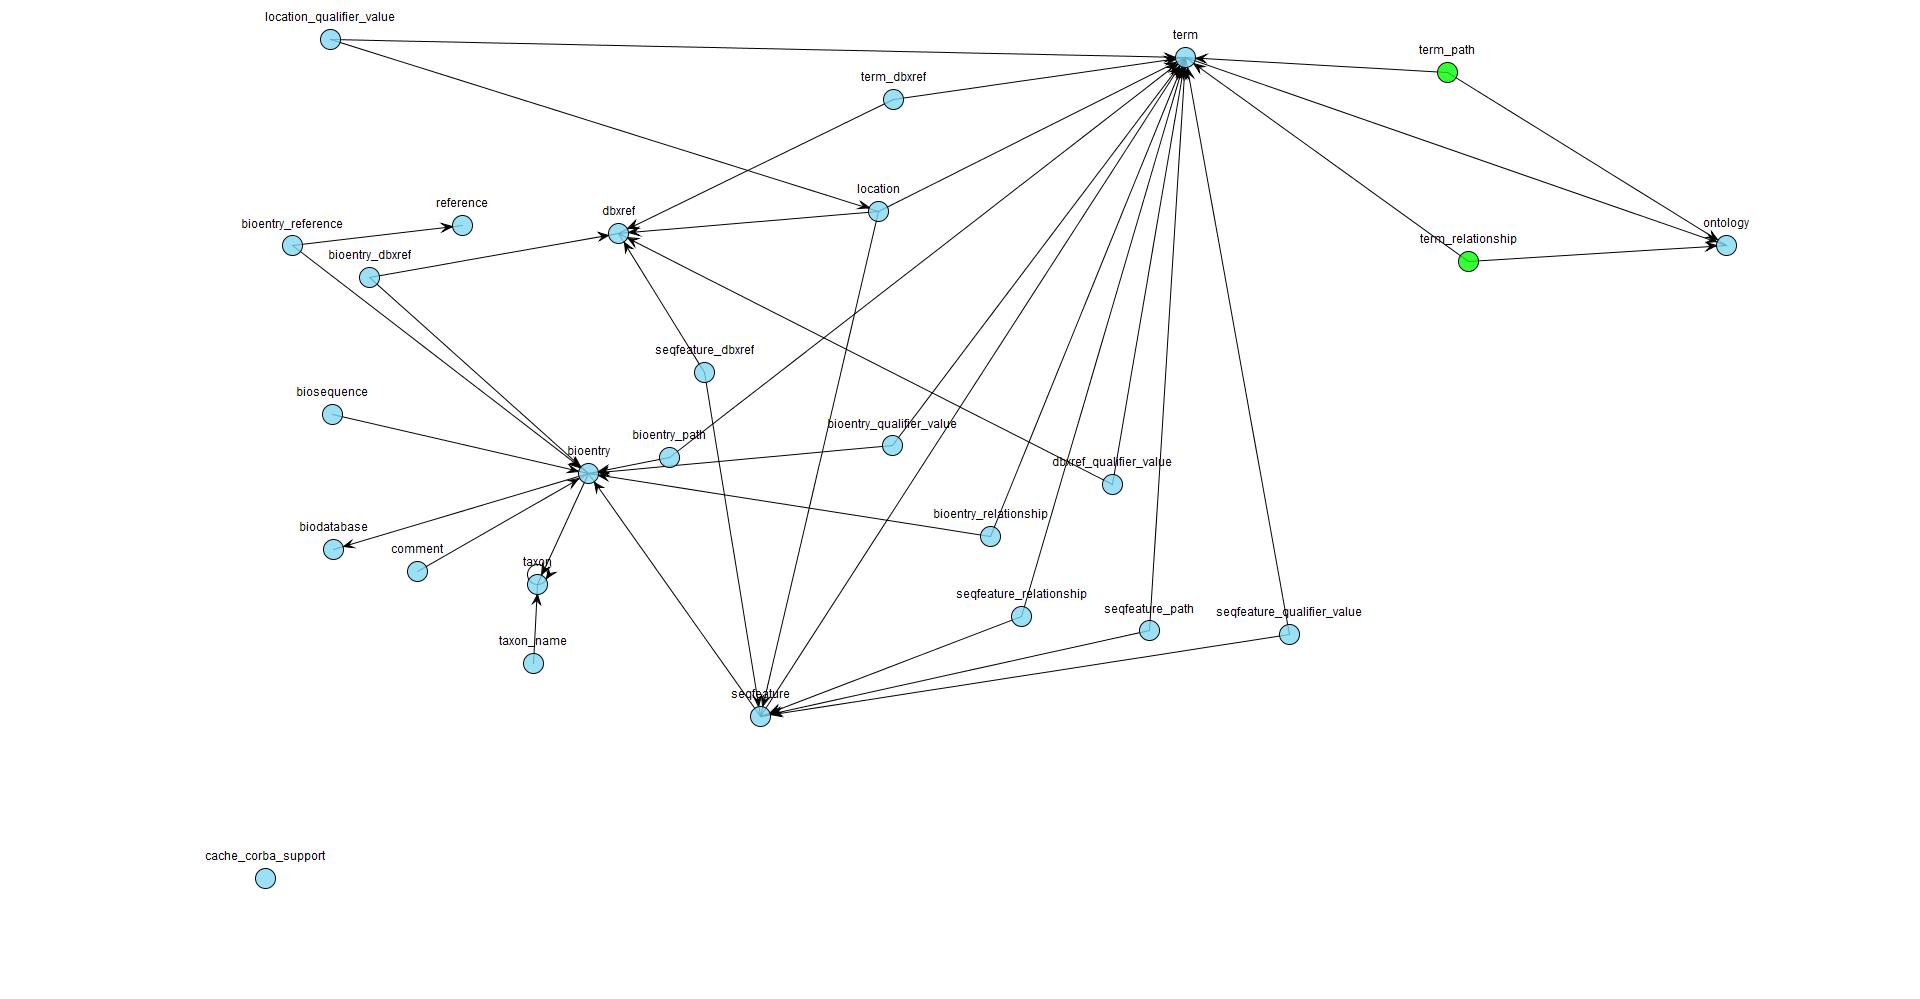 location_qualifier_value
term
term_path
term_dbxref
location
reference
dbxref
bioentry_reference
ontology
term_relationship
bioentry_dbxref
seqfeature_dbxref
biosequence
bioentry_qualifier_value
bioentry_path
bioentry
dbxref_qualifier_value
bioentry_relationship
biodatabase
comment
taxon
seqfeature_relationship
seqfeature_path
seqfeature_qualifier_value
taxon_name
seqfeature
cache_corba_support